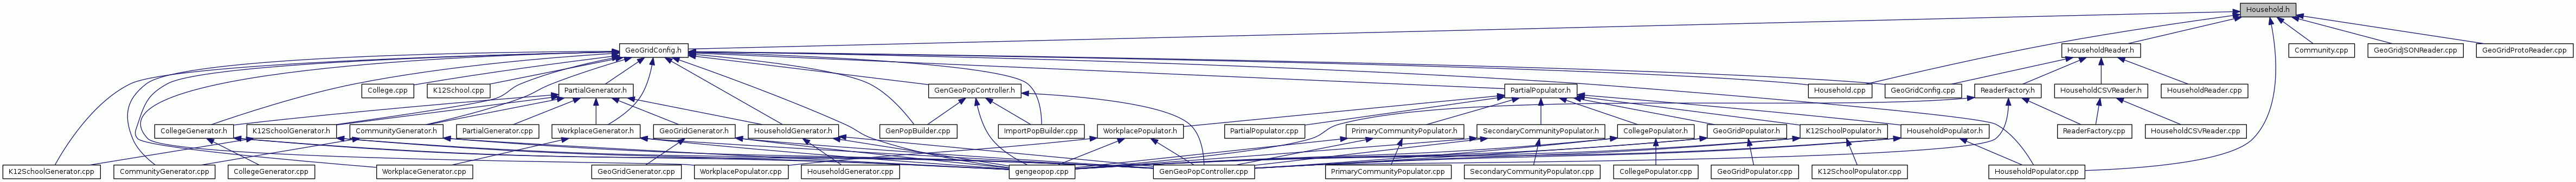 Household.h
GeoGridConfig.h
HouseholdReader.h
Community.cpp
GeoGridJSONReader.cpp
GeoGridProtoReader.cpp
College.cpp
K12School.cpp
PartialGenerator.h
GenGeoPopController.h
PartialPopulator.h
Household.cpp
GeoGridConfig.cpp
ReaderFactory.h
HouseholdCSVReader.h
HouseholdReader.cpp
CollegeGenerator.h
K12SchoolGenerator.h
CommunityGenerator.h
PartialGenerator.cpp
WorkplaceGenerator.h
GeoGridGenerator.h
HouseholdGenerator.h
GenPopBuilder.cpp
ImportPopBuilder.cpp
WorkplacePopulator.h
PartialPopulator.cpp
PrimaryCommunityPopulator.h
SecondaryCommunityPopulator.h
CollegePopulator.h
GeoGridPopulator.h
K12SchoolPopulator.h
HouseholdPopulator.h
ReaderFactory.cpp
HouseholdCSVReader.cpp
K12SchoolGenerator.cpp
CommunityGenerator.cpp
CollegeGenerator.cpp
WorkplaceGenerator.cpp
GeoGridGenerator.cpp
WorkplacePopulator.cpp
HouseholdGenerator.cpp
gengeopop.cpp
GenGeoPopController.cpp
PrimaryCommunityPopulator.cpp
SecondaryCommunityPopulator.cpp
CollegePopulator.cpp
GeoGridPopulator.cpp
K12SchoolPopulator.cpp
HouseholdPopulator.cpp